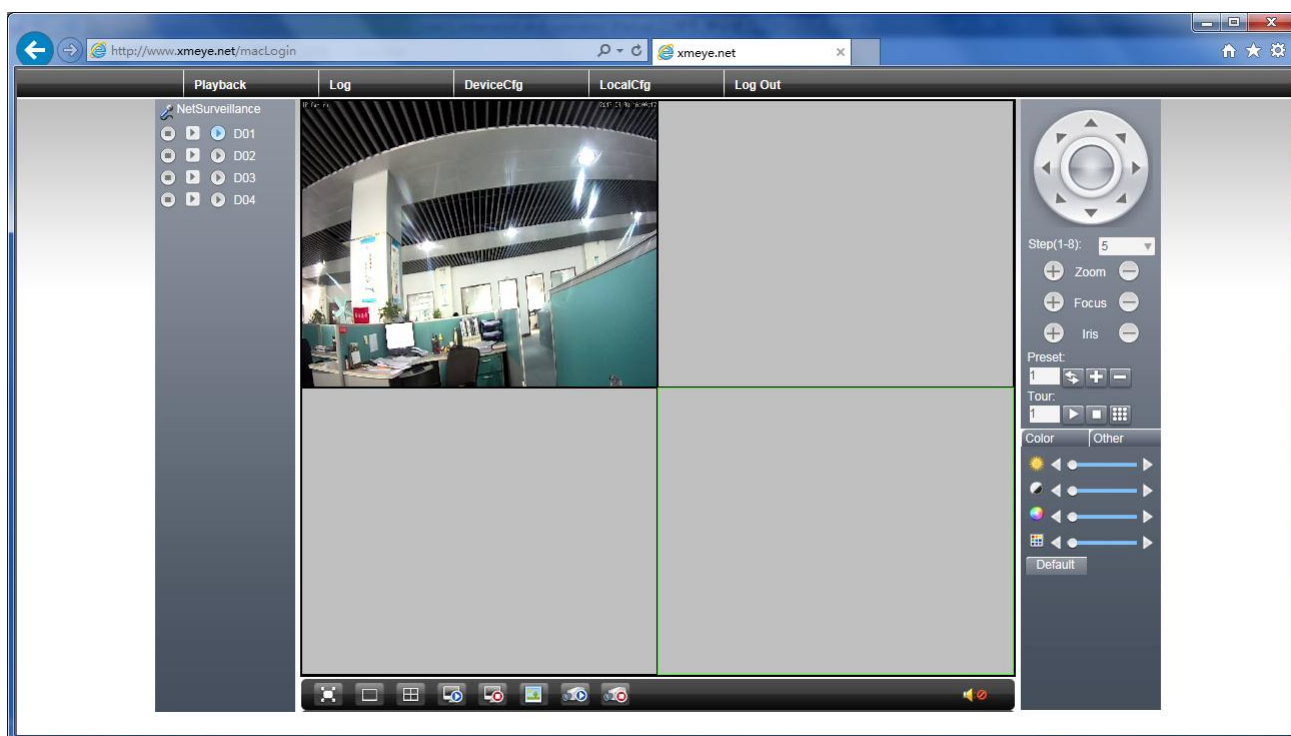 http://www.xmeye.net/macLogin
xmeye.net
Playback Log DeviceCfg LocalCfg Log Out
NetSurveillance
D01
D02
D03
D04
Step(1-8): 5
Zoom
Focus
Iris
Preset:
1
Tour:
1
Color Other
Default